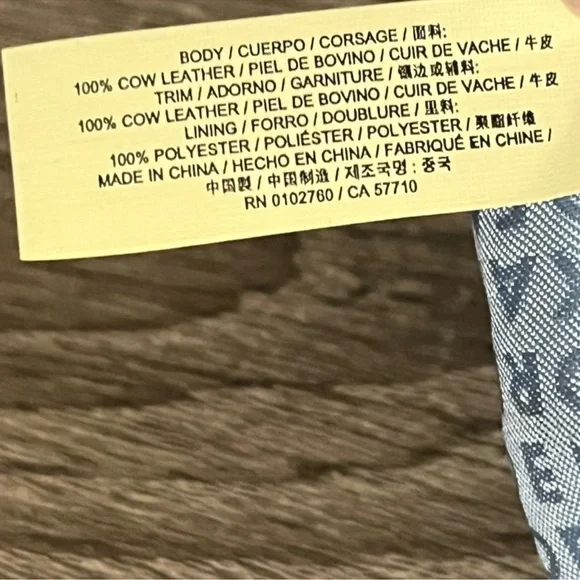 BODY / CUERPO / CORSAGE / 面料:
100% COW LEATHER / PIEL DE BOVINO / CUIR DE VACHE / 牛皮
TRIM / ADORNO / GARNITURE / 镶边或辅料:
100% COW LEATHER / PIEL DE BOVINO / CUIR DE VACHE / 牛皮
LINING / FORRO / DOUBLURE / 里料:
100% POLYESTER / POLIÉSTER / POLYESTER / 聚酯纤维
MADE IN CHINA / HECHO EN CHINA / FABRIQUÉ EN CHINE /
中国製 / 中国制造 / 제조국명 : 중국
RN 0102760 / CA 57710